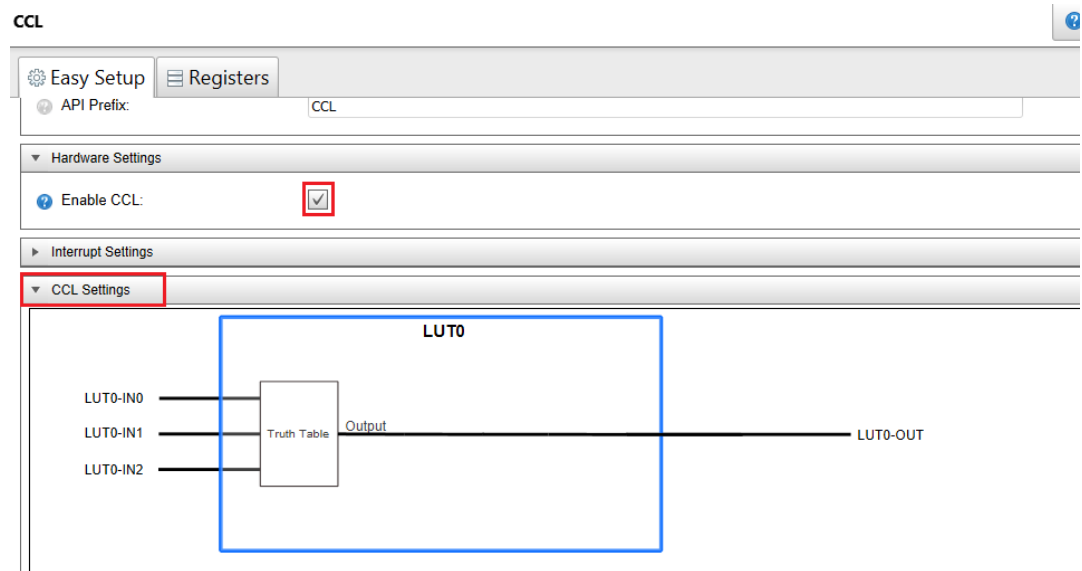 CCL
Easy Setup Registers
API Prefix: CCL
Hardware Settings
Enable CCL:
Interrupt Settings
CCL Settings
LUT0
LUT0-IN0
LUT0-IN1 Truth Table Output LUT0-OUT
LUT0-IN2